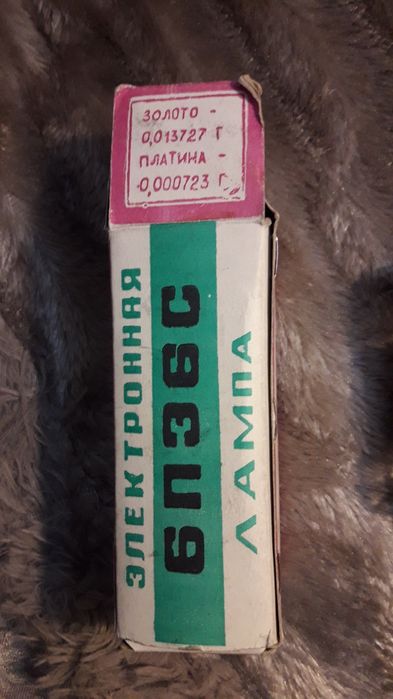 ЗОЛОТО -
0,013727 Г
ПЛАТИНА -
0,000723 Г
ЭЛЕКТРОННАЯ
6П36С
ЛАМПА